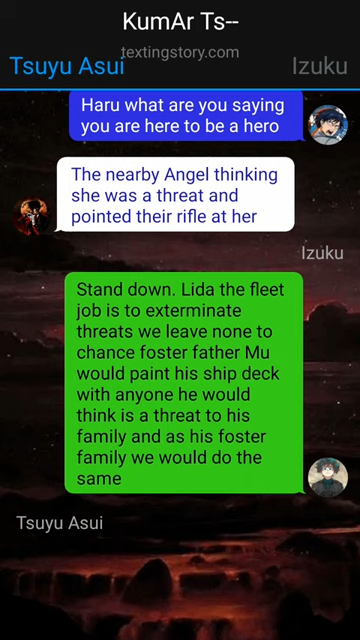 KumAr Ts--
textingstory.com
Tsuyu Asui
Izuku
Haru what are you saying
you are here to be a hero
The nearby Angel thinking
she was a threat and
pointed their rifle at her
Izuku
Stand down. Lida the fleet
job is to exterminate
threats we leave none to
chance foster father Mu
would paint his ship deck
with anyone he would
think is a threat to his
family and as his foster
family we would do the
same
Tsuyu Asui